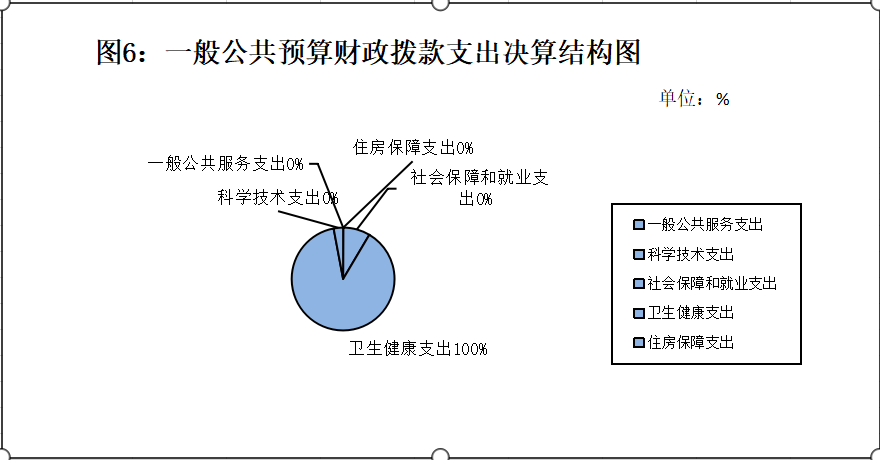 图6：一般公共预算财政拨款支出决算结构图
单位：%
住房保障支出0%
一般公共服务支出0%
社会保障和就业支
出0%
科学技术支出0%
卫生健康支出100%
一般公共服务支出
科学技术支出
社会保障和就业支出
卫生健康支出
住房保障支出